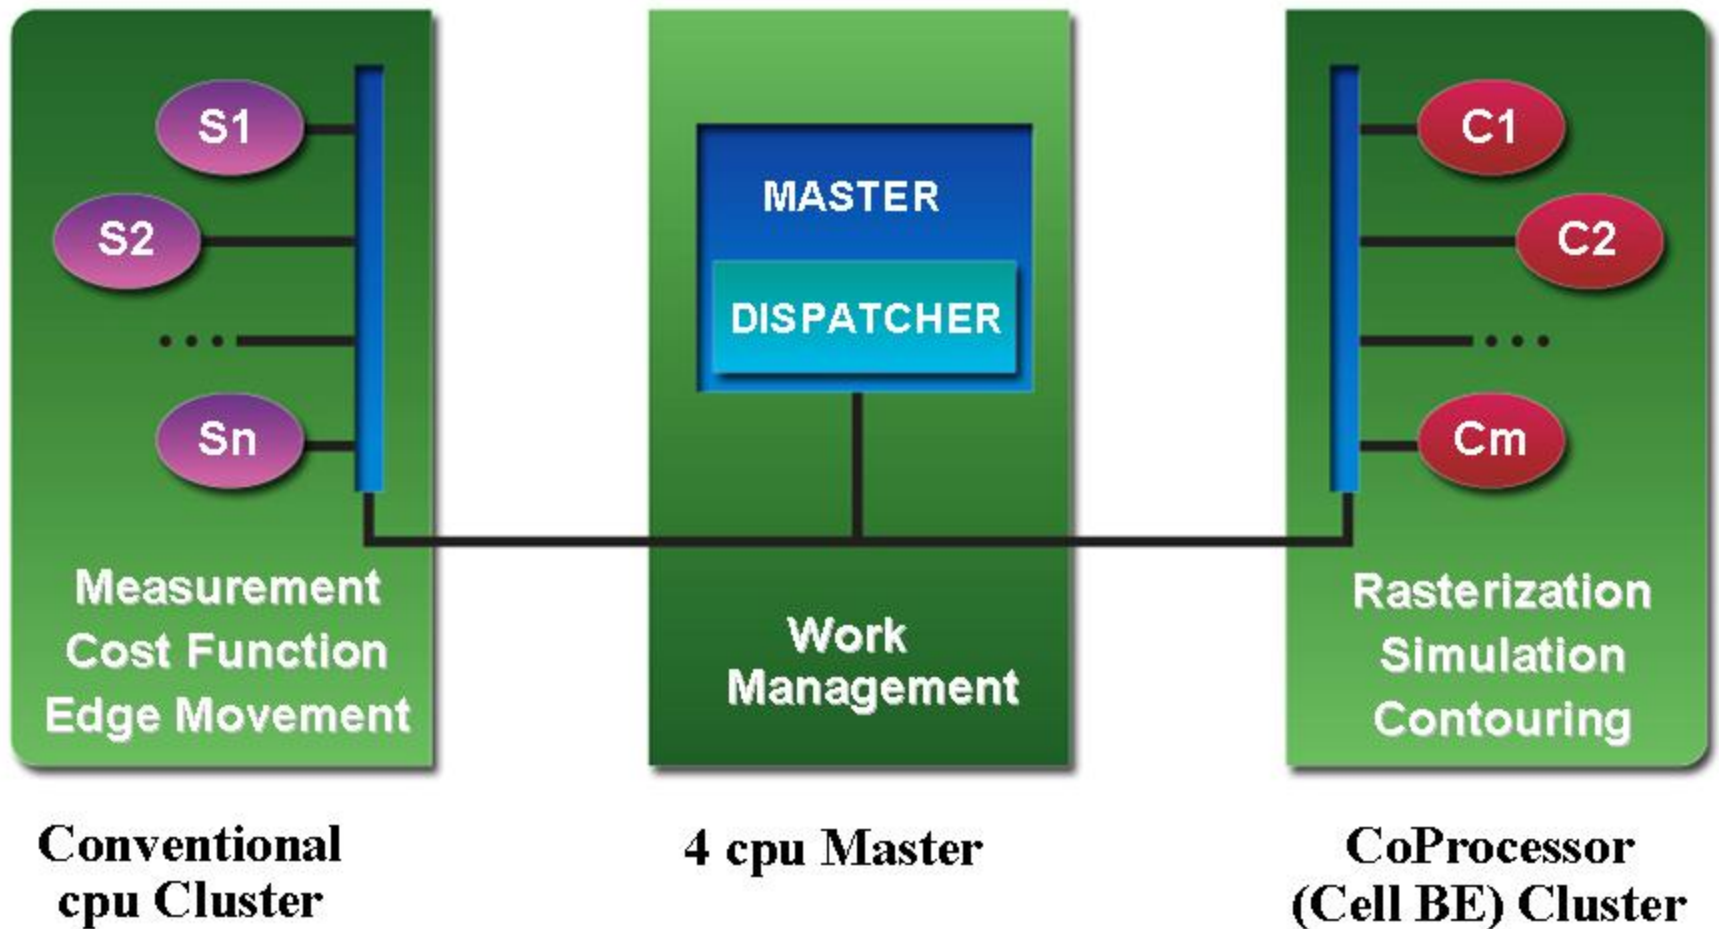 S1
S2
Sn
Measurement
Cost Function
Edge Movement
Conventional
cpu Cluster
MASTER
DISPATCHER
Work
Management
4 cpu Master
C1
C2
Cm
Rasterization
Simulation
Contouring
CoProcessor
(Cell BE) Cluster